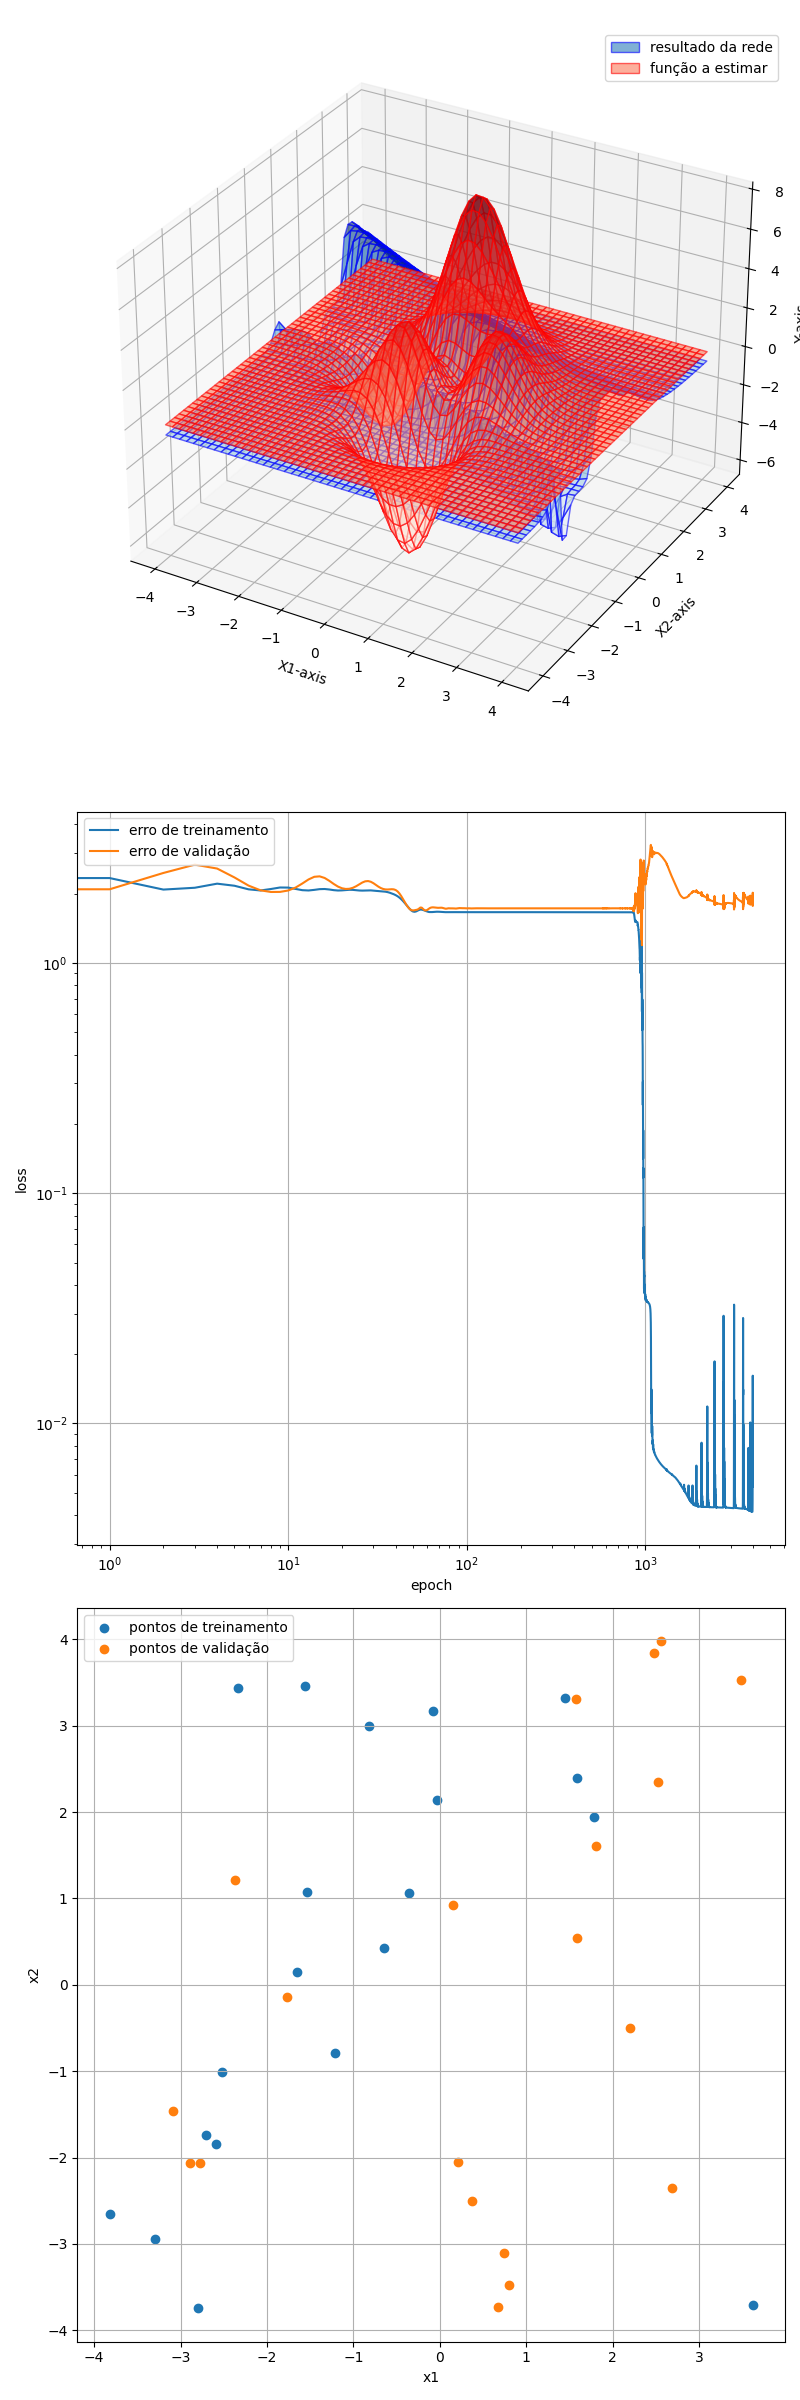 resultado da rede
função a estimar
8
6
4
2
0
−2
−4
−6
−4
−3
−2
−1
0
1
2
3
4
X1-axis
−4
−3
−2
−1
0
1
2
3
4
X2-axis
erro de treinamento
erro de validação
10⁰
10⁻¹
10⁻²
loss
10⁰ 10¹ 10² 10³
epoch
pontos de treinamento
pontos de validação
4
3
2
1
0
−1
−2
−3
−4
x2
−4 −3 −2 −1 0 1 2 3
x1